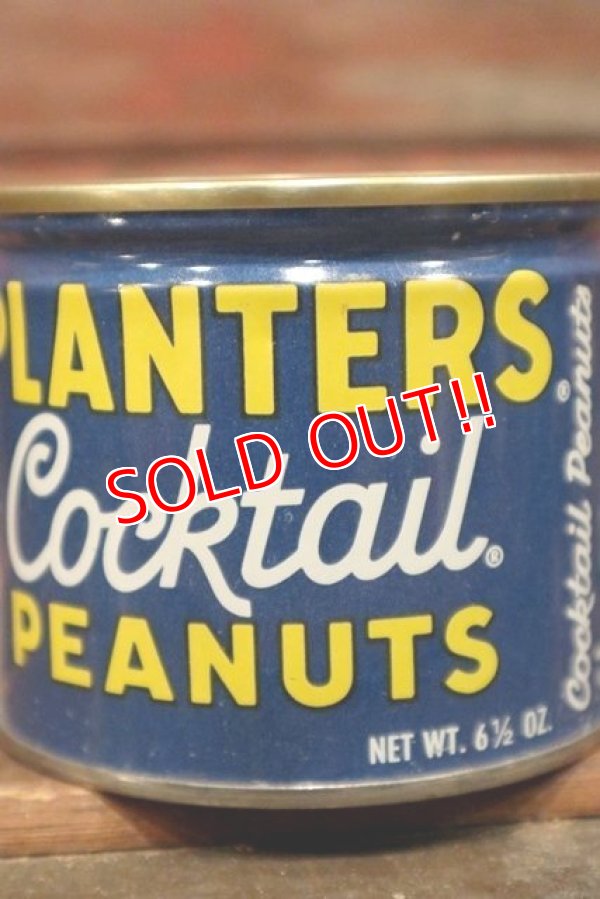 PLANTERS®
SOLD OUT!!
Cocktail®
PEANUTS
NET WT. 6½ OZ.
Cocktail Peanuts